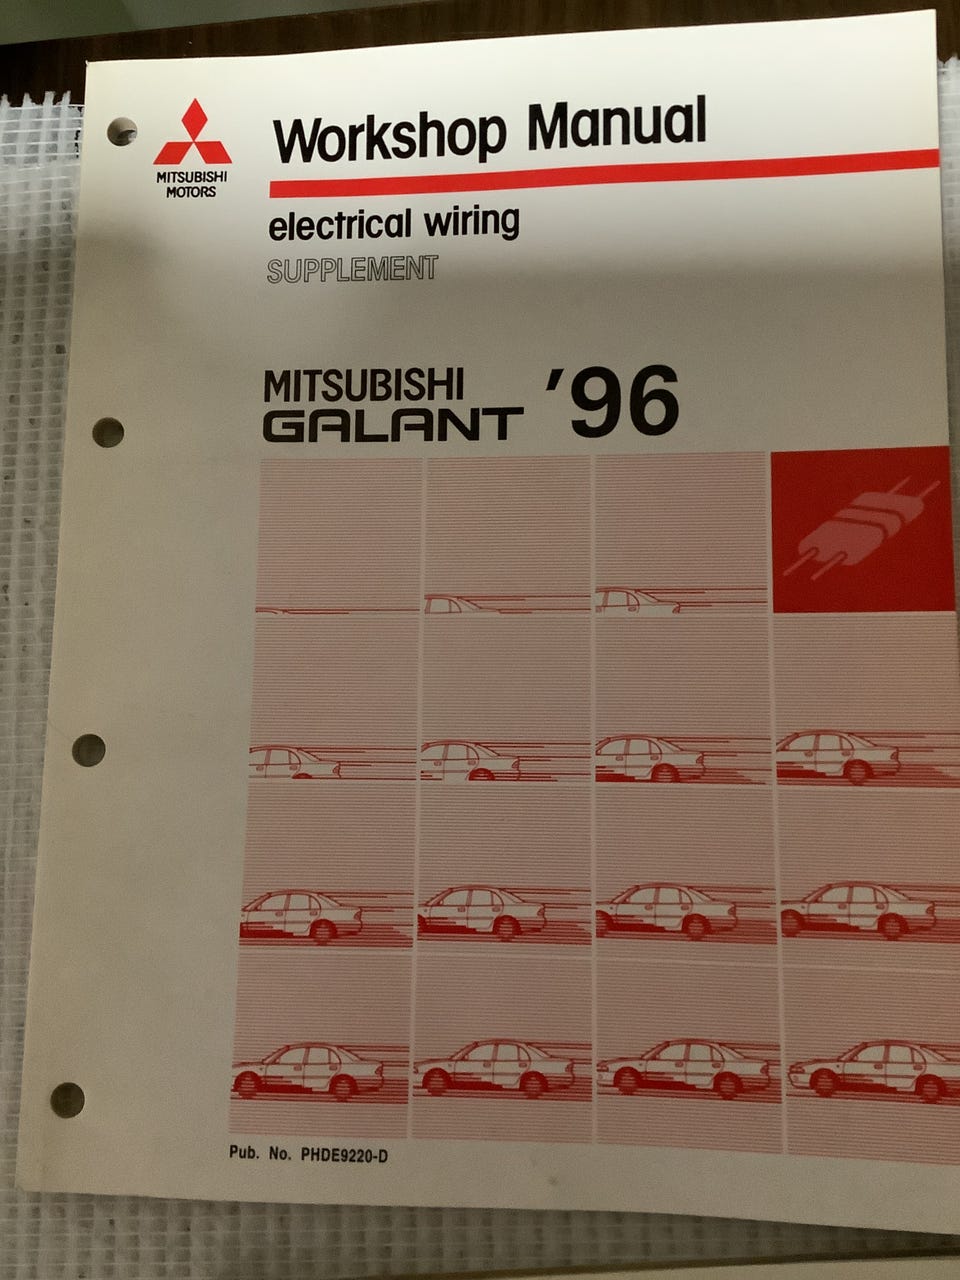 MITSUBISHI
MOTORS
Workshop Manual
electrical wiring
SUPPLEMENT
MITSUBISHI
GALANT '96
Pub. No. PHDE9220-D